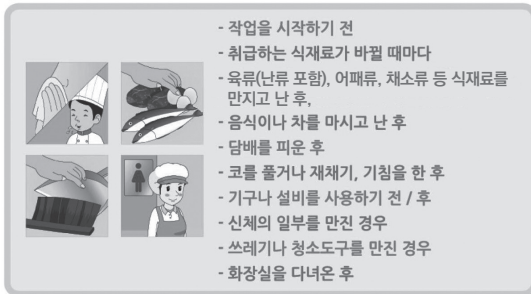 - 작업을 시작하기 전
- 취급하는 식재료가 바뀔 때마다
- 육류(난류 포함), 어패류, 채소류 등 식재료를
만지고 난 후,
- 음식이나 차를 마시고 난 후
- 담배를 피운 후
- 코를 풀거나 재채기, 기침을 한 후
- 기구나 설비를 사용하기 전 / 후
- 신체의 일부를 만진 경우
- 쓰레기나 청소도구를 만진 경우
- 화장실을 다녀온 후